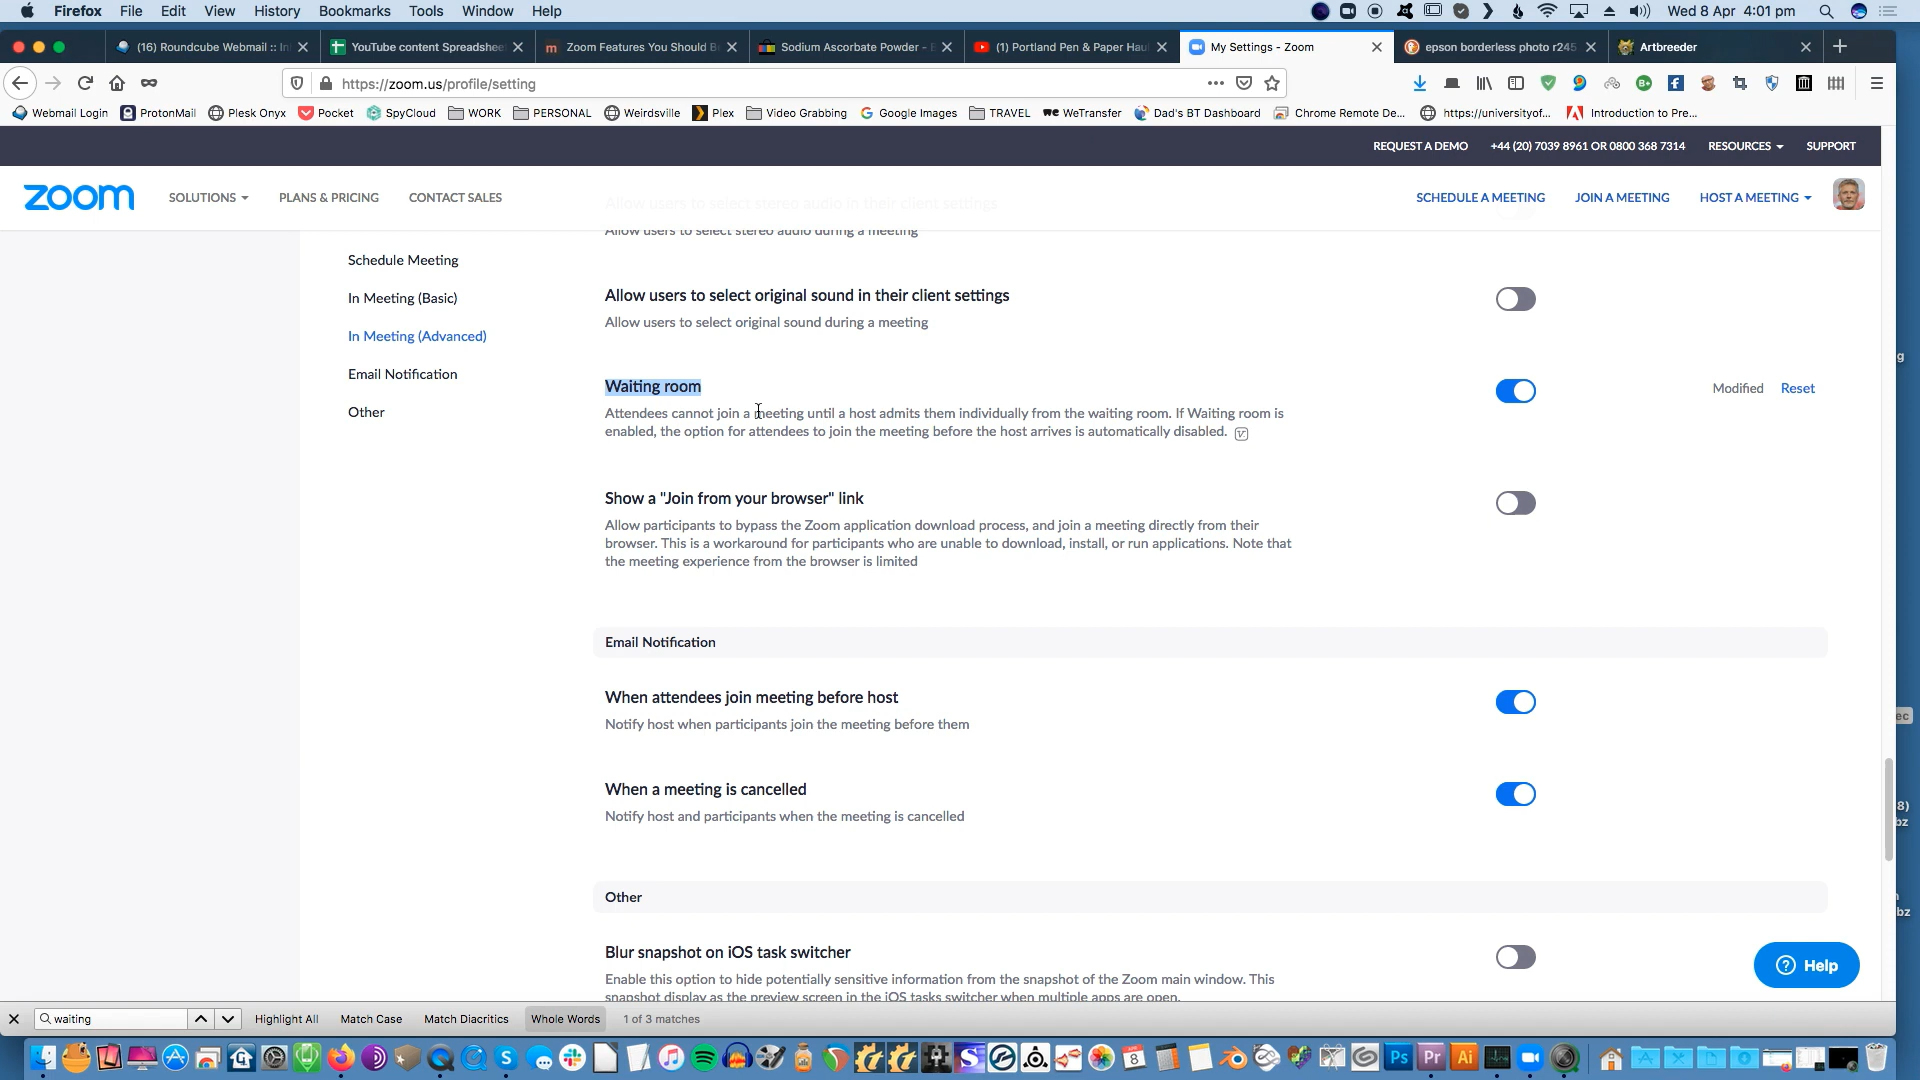 Firefox File Edit View History Bookmarks Tools Window Help Wed 8 Apr 4:01 pm
(16) Roundcube Webmail :: In YouTube content Spreadshee Zoom Features You Should B Sodium Ascorbate Powder - E (1) Portland Pen & Paper Hau My Settings - Zoom epson borderless photo r245 Artbreeder
https://zoom.us/profile/setting
Webmail Login ProtonMail Plesk Onyx Pocket SpyCloud WORK PERSONAL Weirdsville Plex Video Grabbing Google Images TRAVEL WeTransfer Dad's BT Dashboard Chrome Remote De... https://universityof... Introduction to Pre...
REQUEST A DEMO +44 (20) 7039 8961 OR 0800 368 7314 RESOURCES SUPPORT
zoom SOLUTIONS PLANS & PRICING CONTACT SALES SCHEDULE A MEETING JOIN A MEETING HOST A MEETING
Allow users to select stereo audio in their client settings
Allow users to select stereo audio during a meeting
Schedule Meeting
In Meeting (Basic)
In Meeting (Advanced)
Email Notification
Other
Allow users to select original sound in their client settings
Allow users to select original sound during a meeting
Waiting room
Modified Reset
Attendees cannot join a meeting until a host admits them individually from the waiting room. If Waiting room is
enabled, the option for attendees to join the meeting before the host arrives is automatically disabled.
Show a "Join from your browser" link
Allow participants to bypass the Zoom application download process, and join a meeting directly from their
browser. This is a workaround for participants who are unable to download, install, or run applications. Note that
the meeting experience from the browser is limited
Email Notification
When attendees join meeting before host
Notify host when participants join the meeting before them
When a meeting is cancelled
Notify host and participants when the meeting is cancelled
Other
Blur snapshot on iOS task switcher
Enable this option to hide potentially sensitive information from the snapshot of the Zoom main window. This
snapshot display as the preview screen in the iOS tasks switcher when multiple apps are open.
Help
waiting Highlight All Match Case Match Diacritics Whole Words 1 of 3 matches
8 Ps Pr Ai